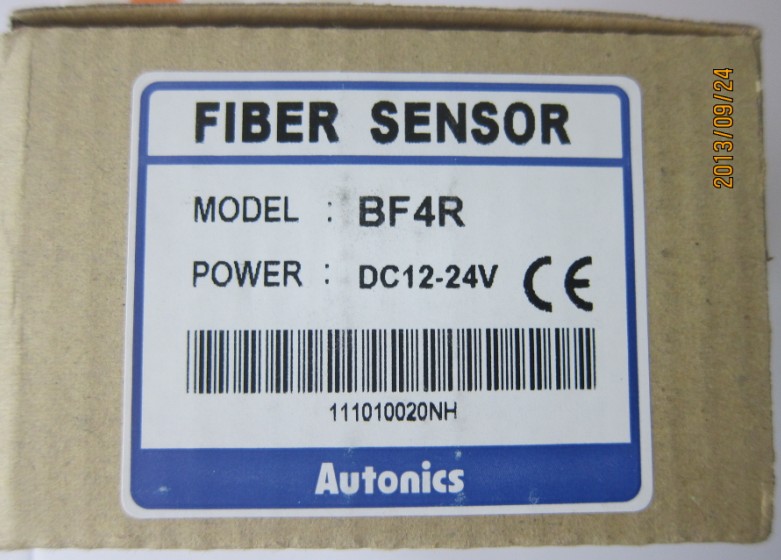 FIBER SENSOR
MODEL : BF4R
POWER : DC12-24V CE
111010020NH
Autonics
2013/09/24